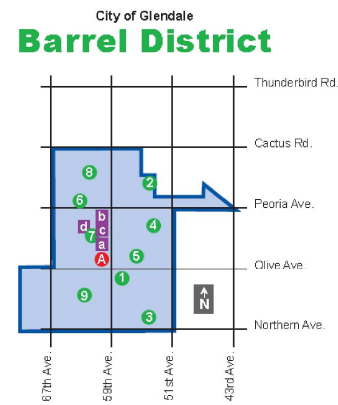 City of Glendale
Barrel District
Thunderbird Rd.
Cactus Rd.
8
2
6
Peoria Ave.
b
d
c
4
7
a
A
5
Olive Ave.
1
9
N
3
Northern Ave.
67th Ave.
59th Ave.
51st Ave.
43rd Ave.